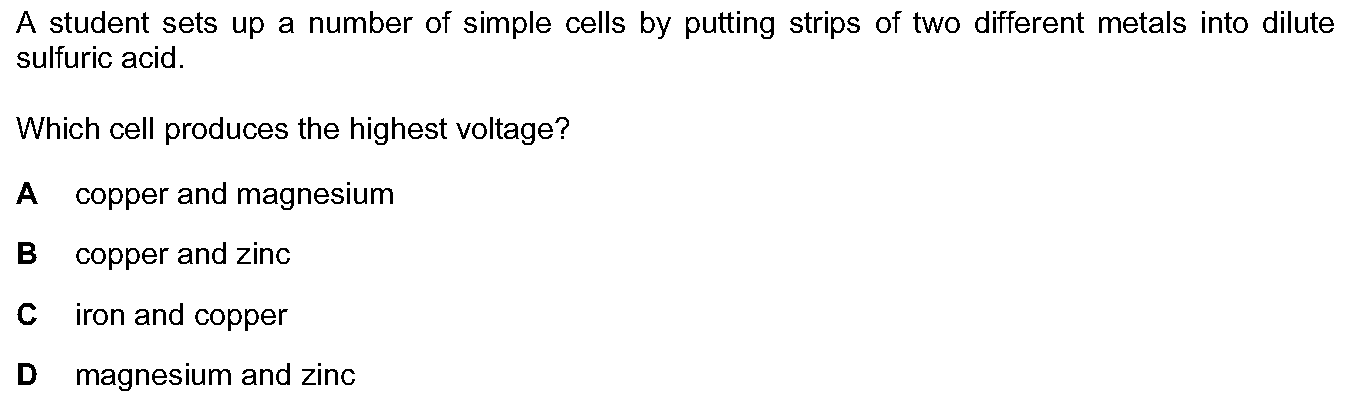 A student sets up a number of simple cells by putting strips of two different metals into dilute
sulfuric acid.
Which cell produces the highest voltage?
A copper and magnesium
B copper and zinc
C iron and copper
D magnesium and zinc